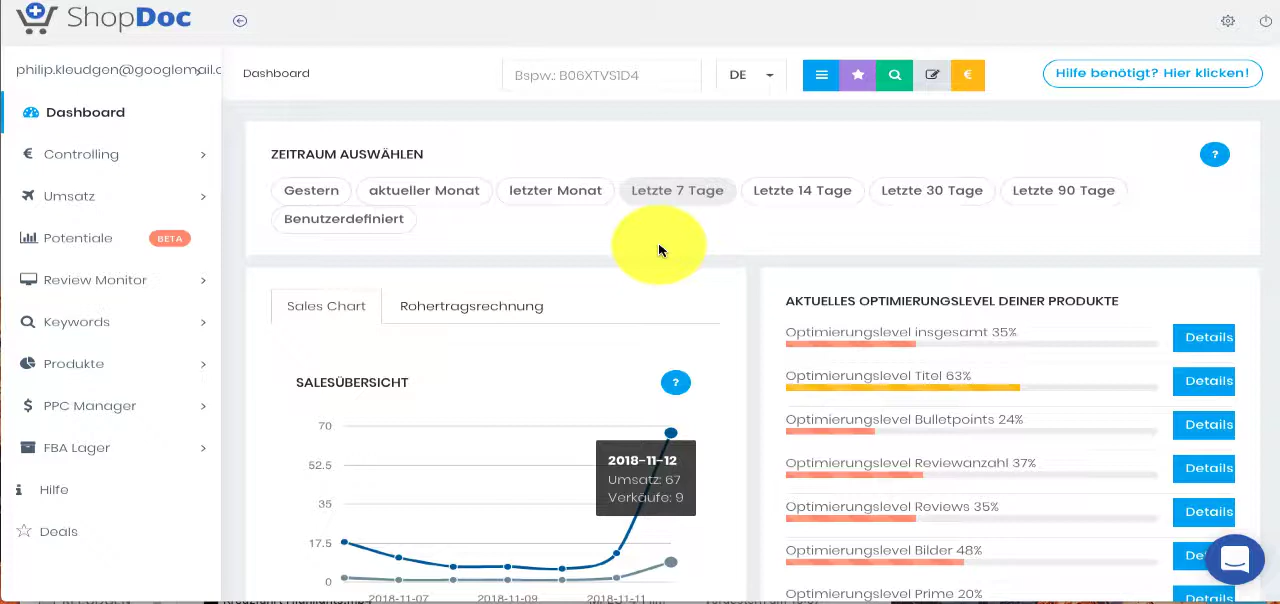 ShopDoc
philip.kleudgen@googlemail.c
Dashboard
Bspw.: B06XTVS1D4
DE
€
Hilfe benötigt? Hier klicken!
Dashboard
€ Controlling
Umsatz
Potentiale BETA
Review Monitor
Keywords
Produkte
$ PPC Manager
FBA Lager
i Hilfe
Deals
ZEITRAUM AUSWÄHLEN
?
Gestern aktueller Monat letzter Monat Letzte 7 Tage Letzte 14 Tage Letzte 30 Tage Letzte 90 Tage
Benutzerdefiniert
Sales Chart Rohertragsrechnung
SALESÜBERSICHT
?
70
52.5
35
17.5
0
2018-11-12
Umsatz: 67
Verkäufe: 9
2018-11-07 2018-11-09 2018-11-11
AKTUELLES OPTIMIERUNGSLEVEL DEINER PRODUKTE
Optimierungslevel insgesamt 35% Details
Optimierungslevel Titel 63% Details
Optimierungslevel Bulletpoints 24% Details
Optimierungslevel Reviewanzahl 37% Details
Optimierungslevel Reviews 35% Details
Optimierungslevel Bilder 48% De
Optimierungslevel Prime 20% Details